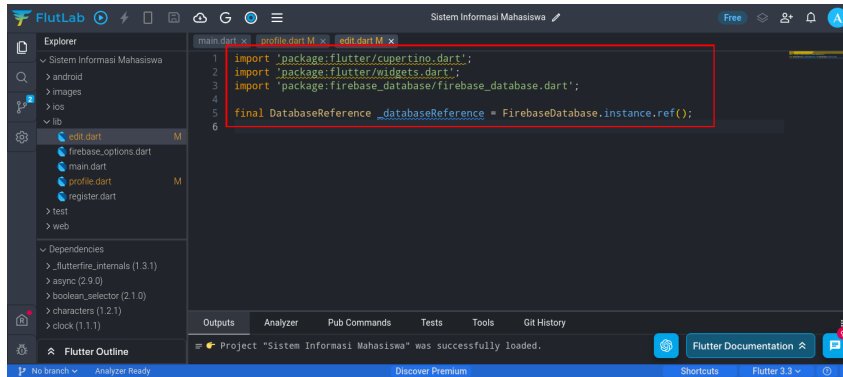 FlutLab
Sistem Informasi Mahasiswa
Free
A
Explorer
Sistem Informasi Mahasiswa
android
images
ios
lib
edit.dart M
firebase_options.dart
main.dart
profile.dart M
register.dart
test
web
Dependencies
_flutterfire_internals (1.3.1)
async (2.9.0)
boolean_selector (2.1.0)
characters (1.2.1)
clock (1.1.1)
Flutter Outline
2
R
main.dart x profile.dart M x edit.dart M x
1 import 'package:flutter/cupertino.dart';
2 import 'package:flutter/widgets.dart';
3 import 'package:firebase_database/firebase_database.dart';
4
5 final DatabaseReference _databaseReference = FirebaseDatabase.instance.ref();
6
Outputs Analyzer Pub Commands Tests Tools Git History
Project "Sistem Informasi Mahasiswa" was successfully loaded.
Flutter Documentation
No branch Analyzer Ready Discover Premium Shortcuts Flutter 3.3